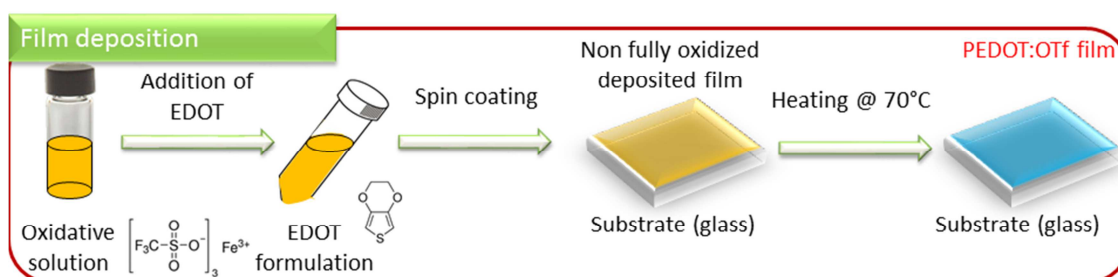 Film deposition
Addition of
EDOT
Spin coating
Non fully oxidized
deposited film
Heating @ 70°C
PEDOT:OTf film
Oxidative
solution
F₃C-S-O⁻
O
O
3
Fe³⁺
EDOT
formulation
O
O
S
Substrate (glass)
Substrate (glass)